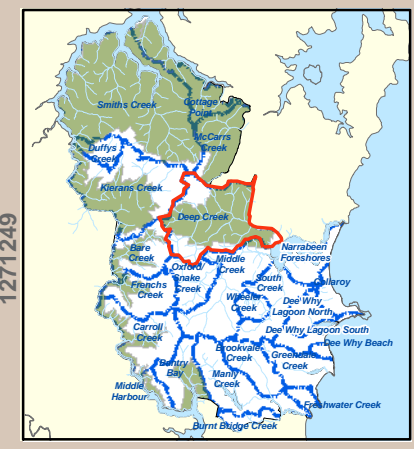 Smiths Creek
Cottage
Point
McCarrs
Creek
Duffys
Creek
Kierans Creek
Deep Creek
Bare
Creek
Oxford
Snake
Creek
Middle
Creek
Narrabeen
Foreshores
Frenchs
Creek
South
Creek
Wheeler
Creek
Dee Why
Lagoon North
Carroll
Creek
Dee Why Lagoon South
Dee Why Beach
Brookvale
Creek
Greendale
Creek
Bantry
Bay
Manly
Creek
Middle
Harbour
Freshwater Creek
Burnt Bridge Creek
1271249